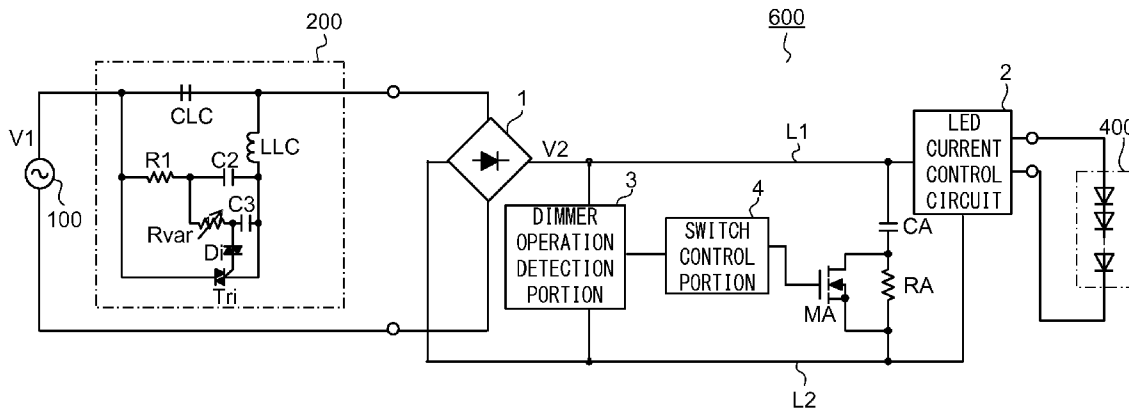 600
200
CLC
LLC
V1
R1
C2
C3
Rvar
Di
Tri
100
1
V2
L1
2
LED
CURRENT
CONTROL
CIRCUIT
400
3
DIMMER
OPERATION
DETECTION
PORTION
4
SWITCH
CONTROL
PORTION
CA
RA
MA
L2